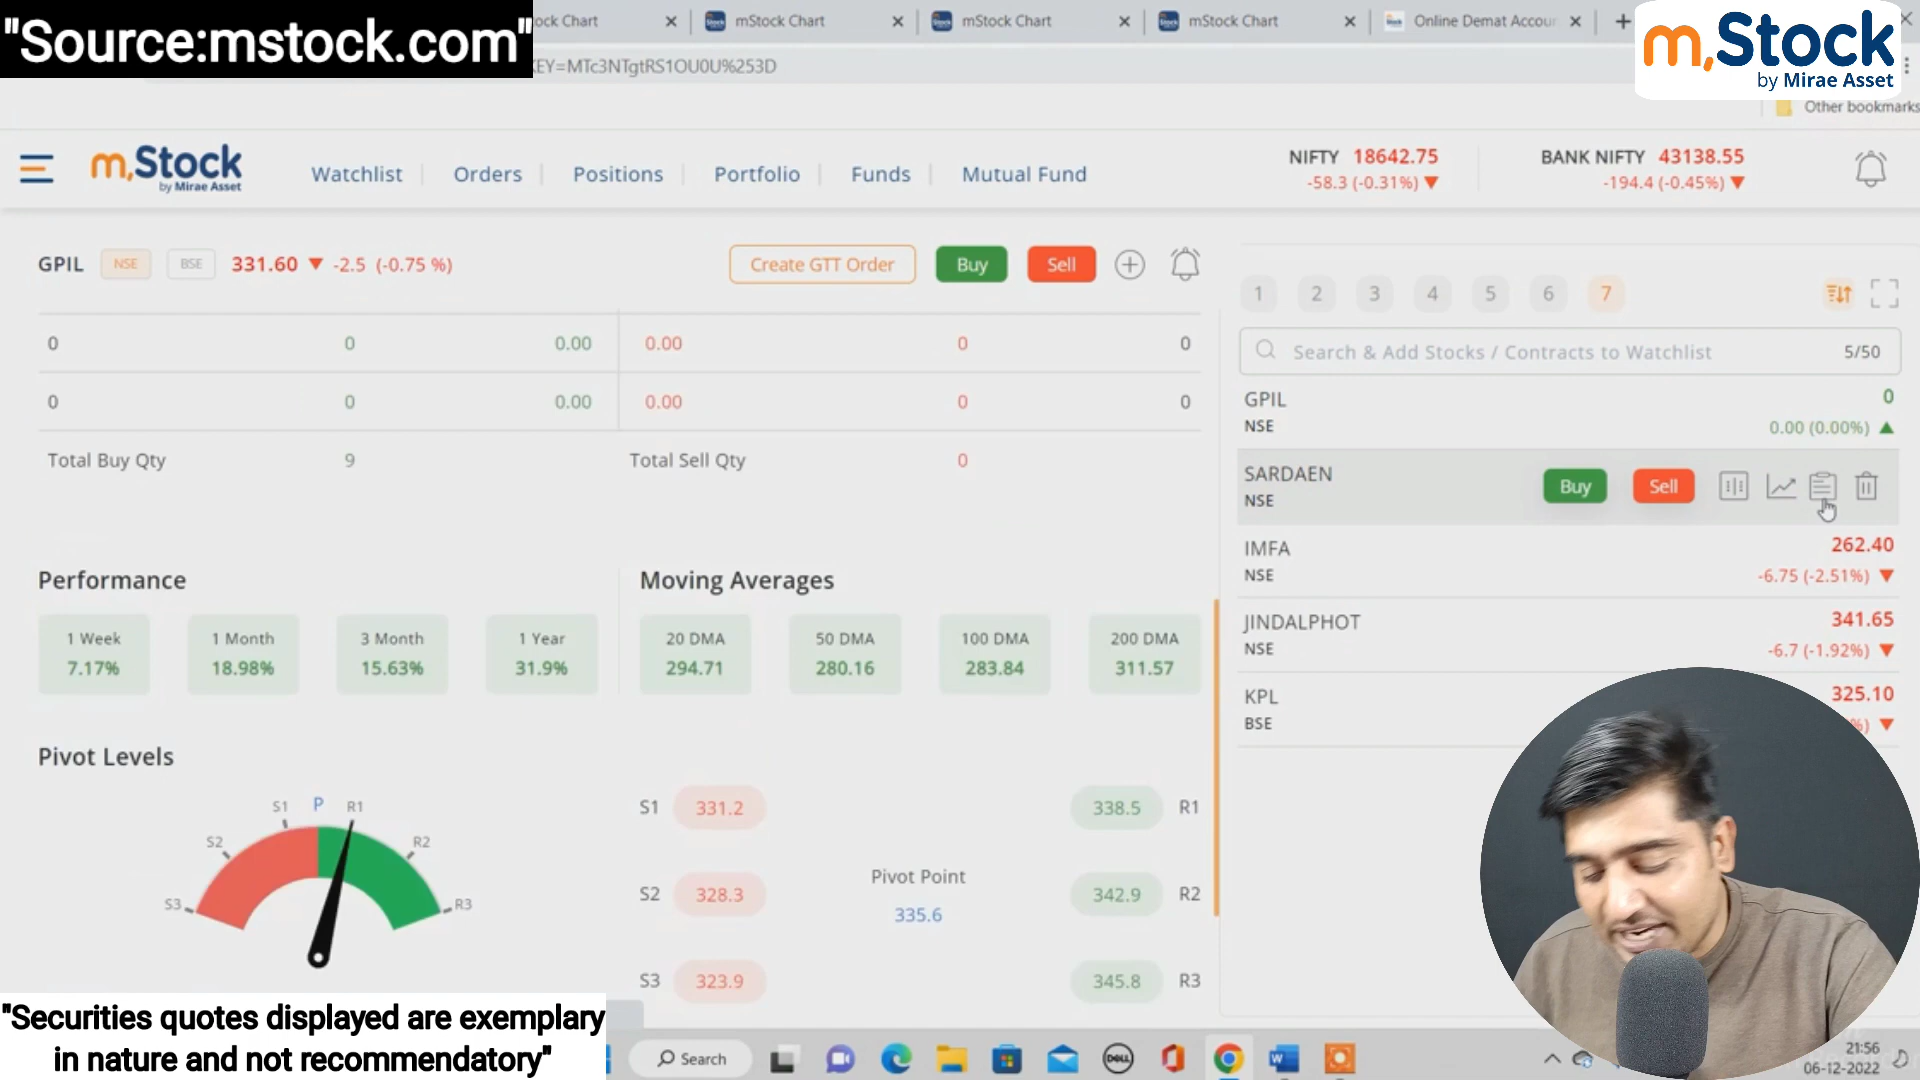 "Source:mstock.com"
ock Chart
mStock Chart
mStock Chart
mStock Chart
Online Demat Accour
m.Stock
by Mirae Asset
KEY=MTc3NTgtRS1OU0U%253D
Other bookmarks
m.Stock
by Mirae Asset
Watchlist
Orders
Positions
Portfolio
Funds
Mutual Fund
NIFTY 18642.75
-58.3 (-0.31%)
BANK NIFTY 43138.55
-194.4 (-0.45%)
GPIL NSE BSE 331.60 -2.5 (-0.75 %)
Create GTT Order
Buy
Sell
0 0 0.00 0.00 0 0
0 0 0.00 0.00 0 0
Total Buy Qty 9 Total Sell Qty 0
Performance
1 Week
7.17%
1 Month
18.98%
3 Month
15.63%
1 Year
31.9%
Moving Averages
20 DMA
294.71
50 DMA
280.16
100 DMA
283.84
200 DMA
311.57
Pivot Levels
S3
S2
S1
P
R1
R2
R3
S1 331.2
S2 328.3
S3 323.9
Pivot Point
335.6
338.5 R1
342.9 R2
345.8 R3
1 2 3 4 5 6 7
Search & Add Stocks / Contracts to Watchlist 5/50
GPIL 0
NSE 0.00 (0.00%)
SARDAEN
NSE
Buy
Sell
IMFA 262.40
NSE -6.75 (-2.51%)
JINDALPHOT 341.65
NSE -6.7 (-1.92%)
KPL 325.10
BSE %)
"Securities quotes displayed are exemplary
in nature and not recommendatory"
Search
DELL
21:56
06-12-2022